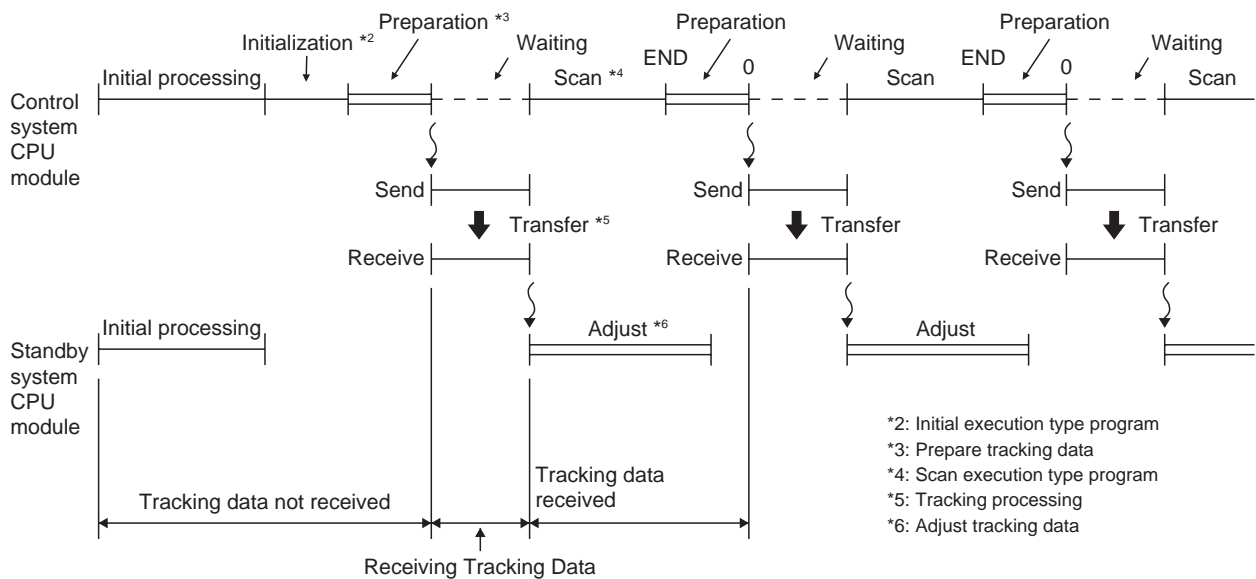 Preparation *3
Preparation
Preparation
Initialization *2
Waiting
Waiting
Waiting
Initial processing
Scan *4
END
0
Scan
END
0
Scan
Control
system
CPU
module
Send
Send
Send
Transfer *5
Transfer
Transfer
Receive
Receive
Receive
Initial processing
Adjust *6
Adjust
Standby
system
CPU
module
*2: Initial execution type program
*3: Prepare tracking data
*4: Scan execution type program
*5: Tracking processing
*6: Adjust tracking data
Tracking data not received
Tracking data
received
Receiving Tracking Data